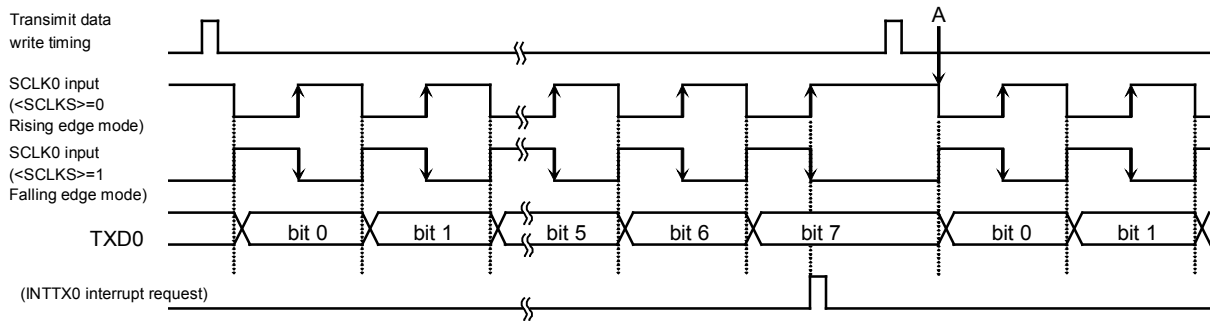 Transimit data
write timing
A
SCLK0 input
(<SCLKS>=0
Rising edge mode)
SCLK0 input
(<SCLKS>=1
Falling edge mode)
TXD0
bit 0
bit 1
bit 5
bit 6
bit 7
bit 0
bit 1
(INTTX0 interrupt request)